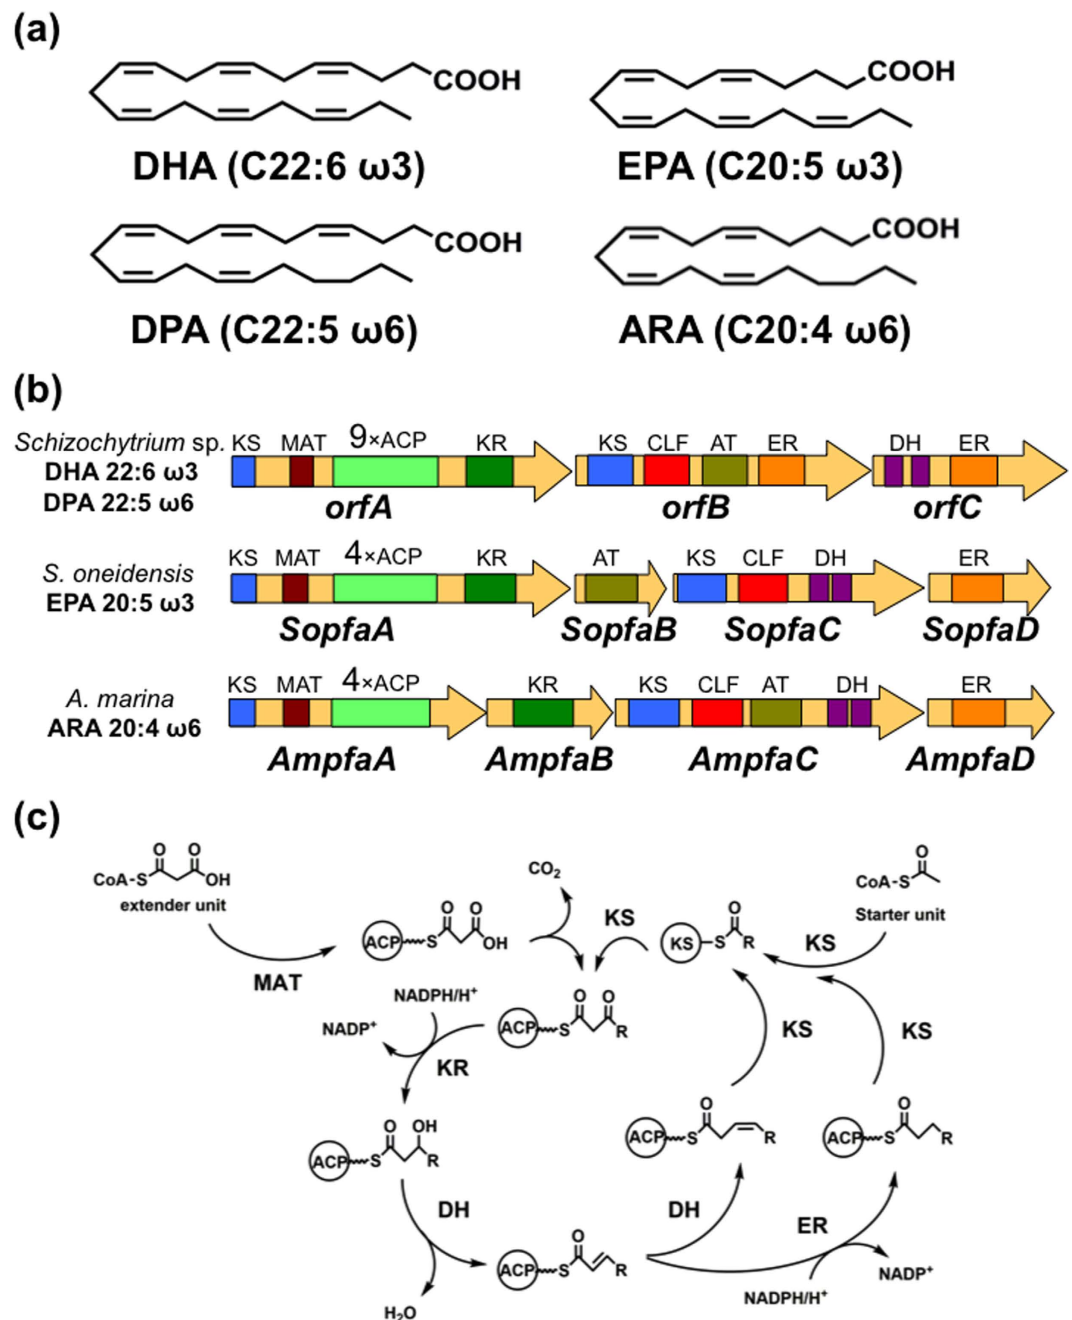 (a)
COOH
COOH
DHA (C22:6 ω3)
EPA (C20:5 ω3)
COOH
COOH
DPA (C22:5 ω6)
ARA (C20:4 ω6)
(b)
Schizochytrium sp.
DHA 22:6 ω3
DPA 22:5 ω6
KS MAT 9×ACP KR
orfA
KS CLF AT ER
orfB
DH ER
orfC
S. oneidensis
EPA 20:5 ω3
KS MAT 4×ACP KR
SopfaA
AT
SopfaB
KS CLF DH
SopfaC
ER
SopfaD
A. marina
ARA 20:4 ω6
KS MAT 4×ACP
AmpfaA
KR
AmpfaB
KS CLF AT DH
AmpfaC
ER
AmpfaD
(c)
CoA-S O O OH
extender unit
MAT
ACP S O O OH
CO2
KS
KS S O R
KS
CoA-S O
Starter unit
NADPH/H+
NADP+
KR
ACP S O O R
KS
KS
ACP S O OH R
DH
H2O
ACP S O R
DH
ACP S O R
ER
ACP S O R
NADPH/H+
NADP+